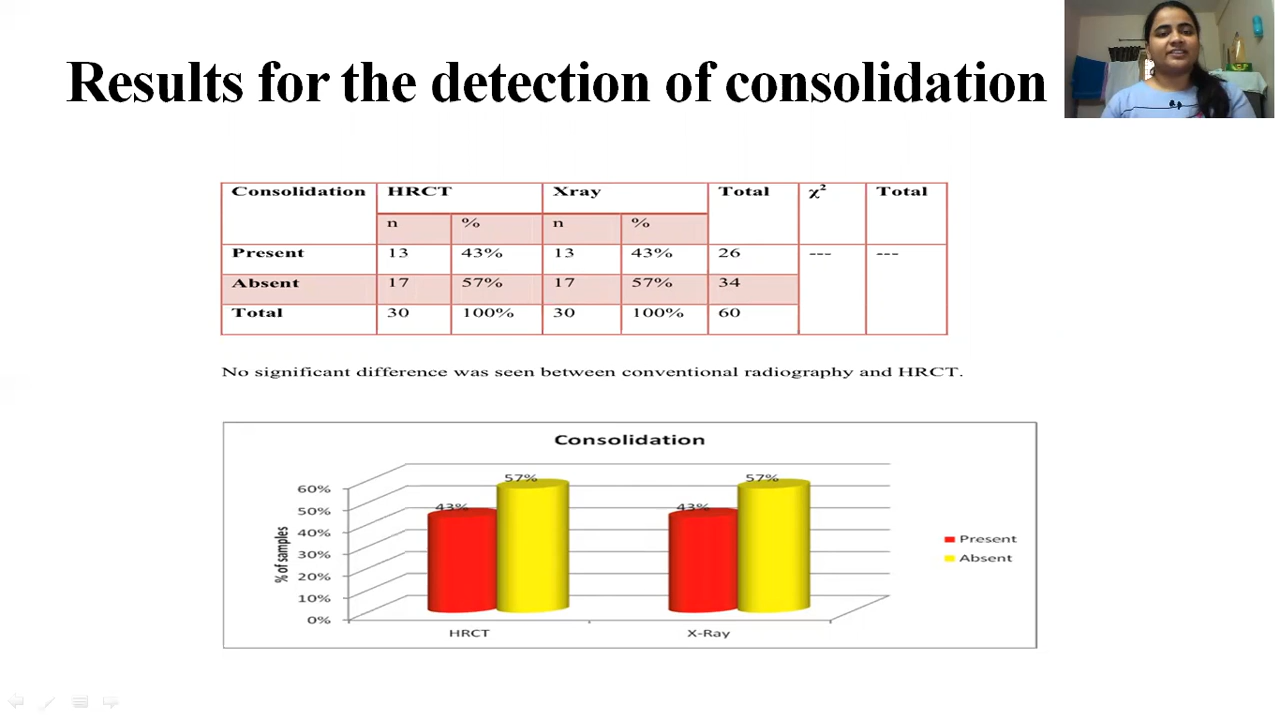 Results for the detection of consolidation
Consolidation HRCT Xray Total χ² Total
n % n %
Present 13 43% 13 43% 26 --- ---
Absent 17 57% 17 57% 34
Total 30 100% 30 100% 60
No significant difference was seen between conventional radiography and HRCT.
Consolidation
57% 57%
43% 43%
60%
50%
40%
30%
20%
10%
0%
% of samples
HRCT X-Ray
Present
Absent